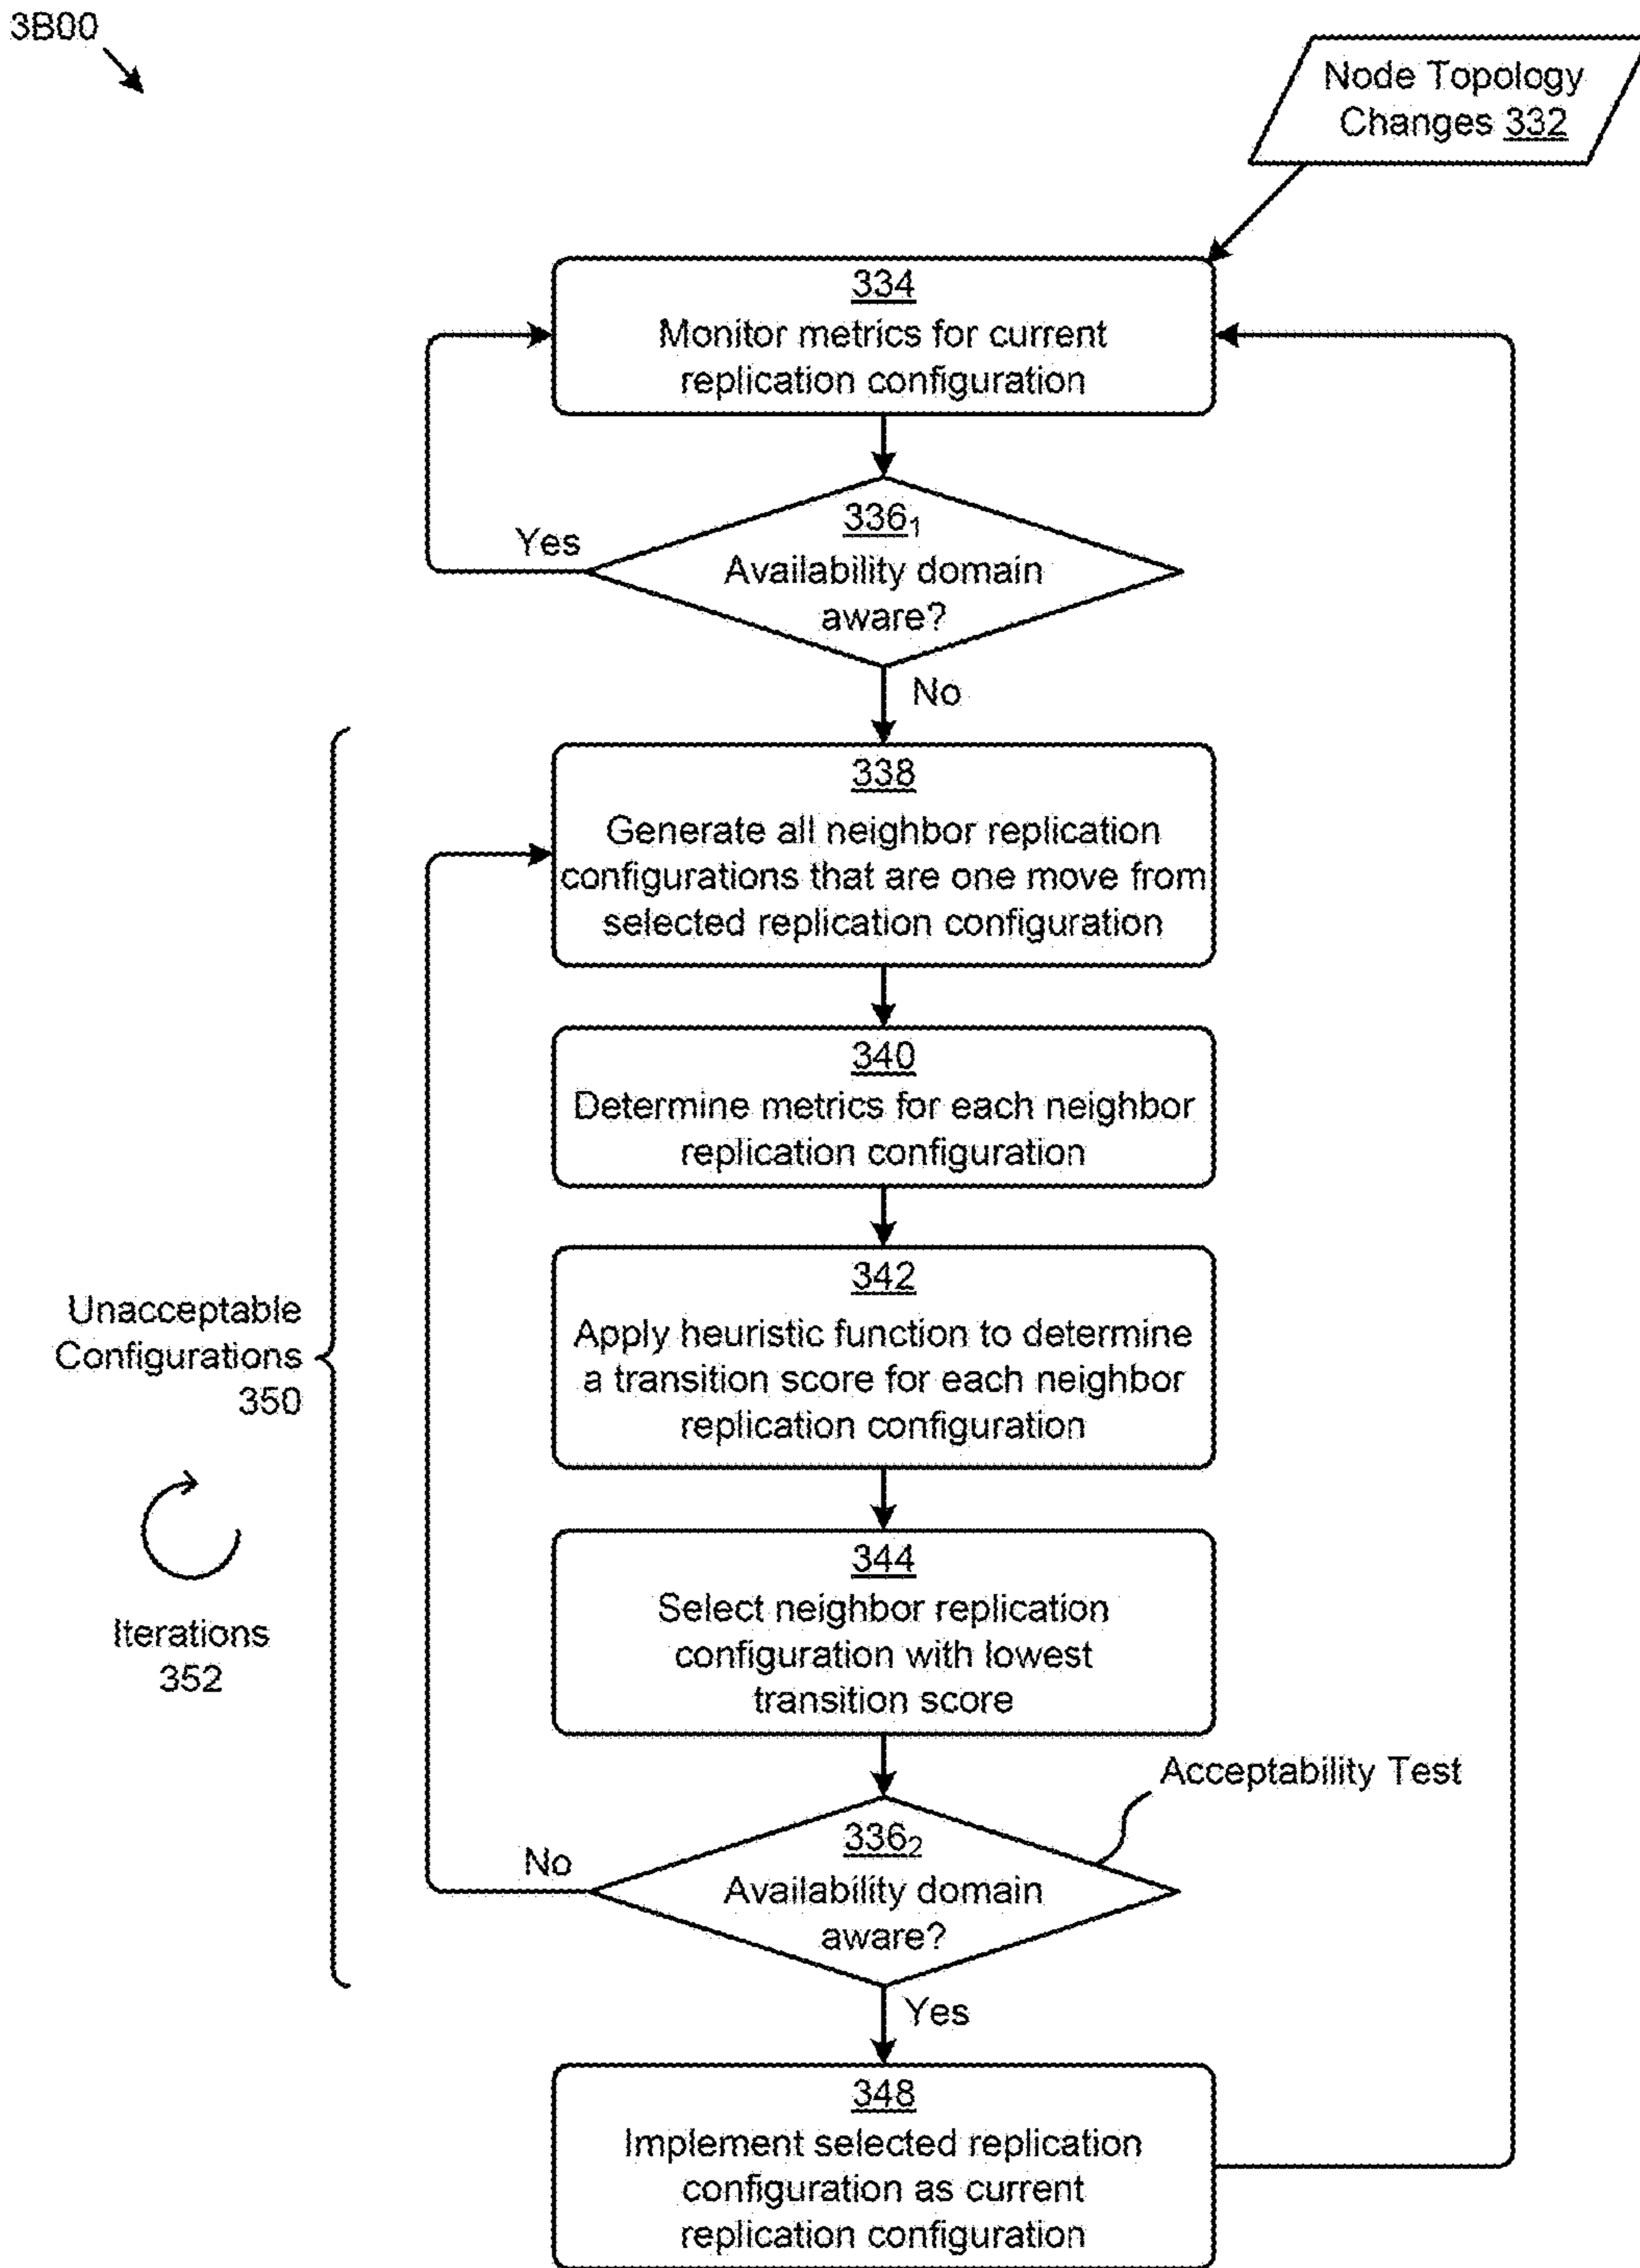 3B00
Node Topology
Changes 332
334
Monitor metrics for current
replication configuration
336₁
Availability domain
aware?
Yes
No
338
Generate all neighbor replication
configurations that are one move from
selected replication configuration
340
Determine metrics for each neighbor
replication configuration
342
Apply heuristic function to determine
a transition score for each neighbor
replication configuration
Unacceptable
Configurations
350
Iterations
352
344
Select neighbor replication
configuration with lowest
transition score
Acceptability Test
336₂
Availability domain
aware?
No
Yes
348
Implement selected replication
configuration as current
replication configuration